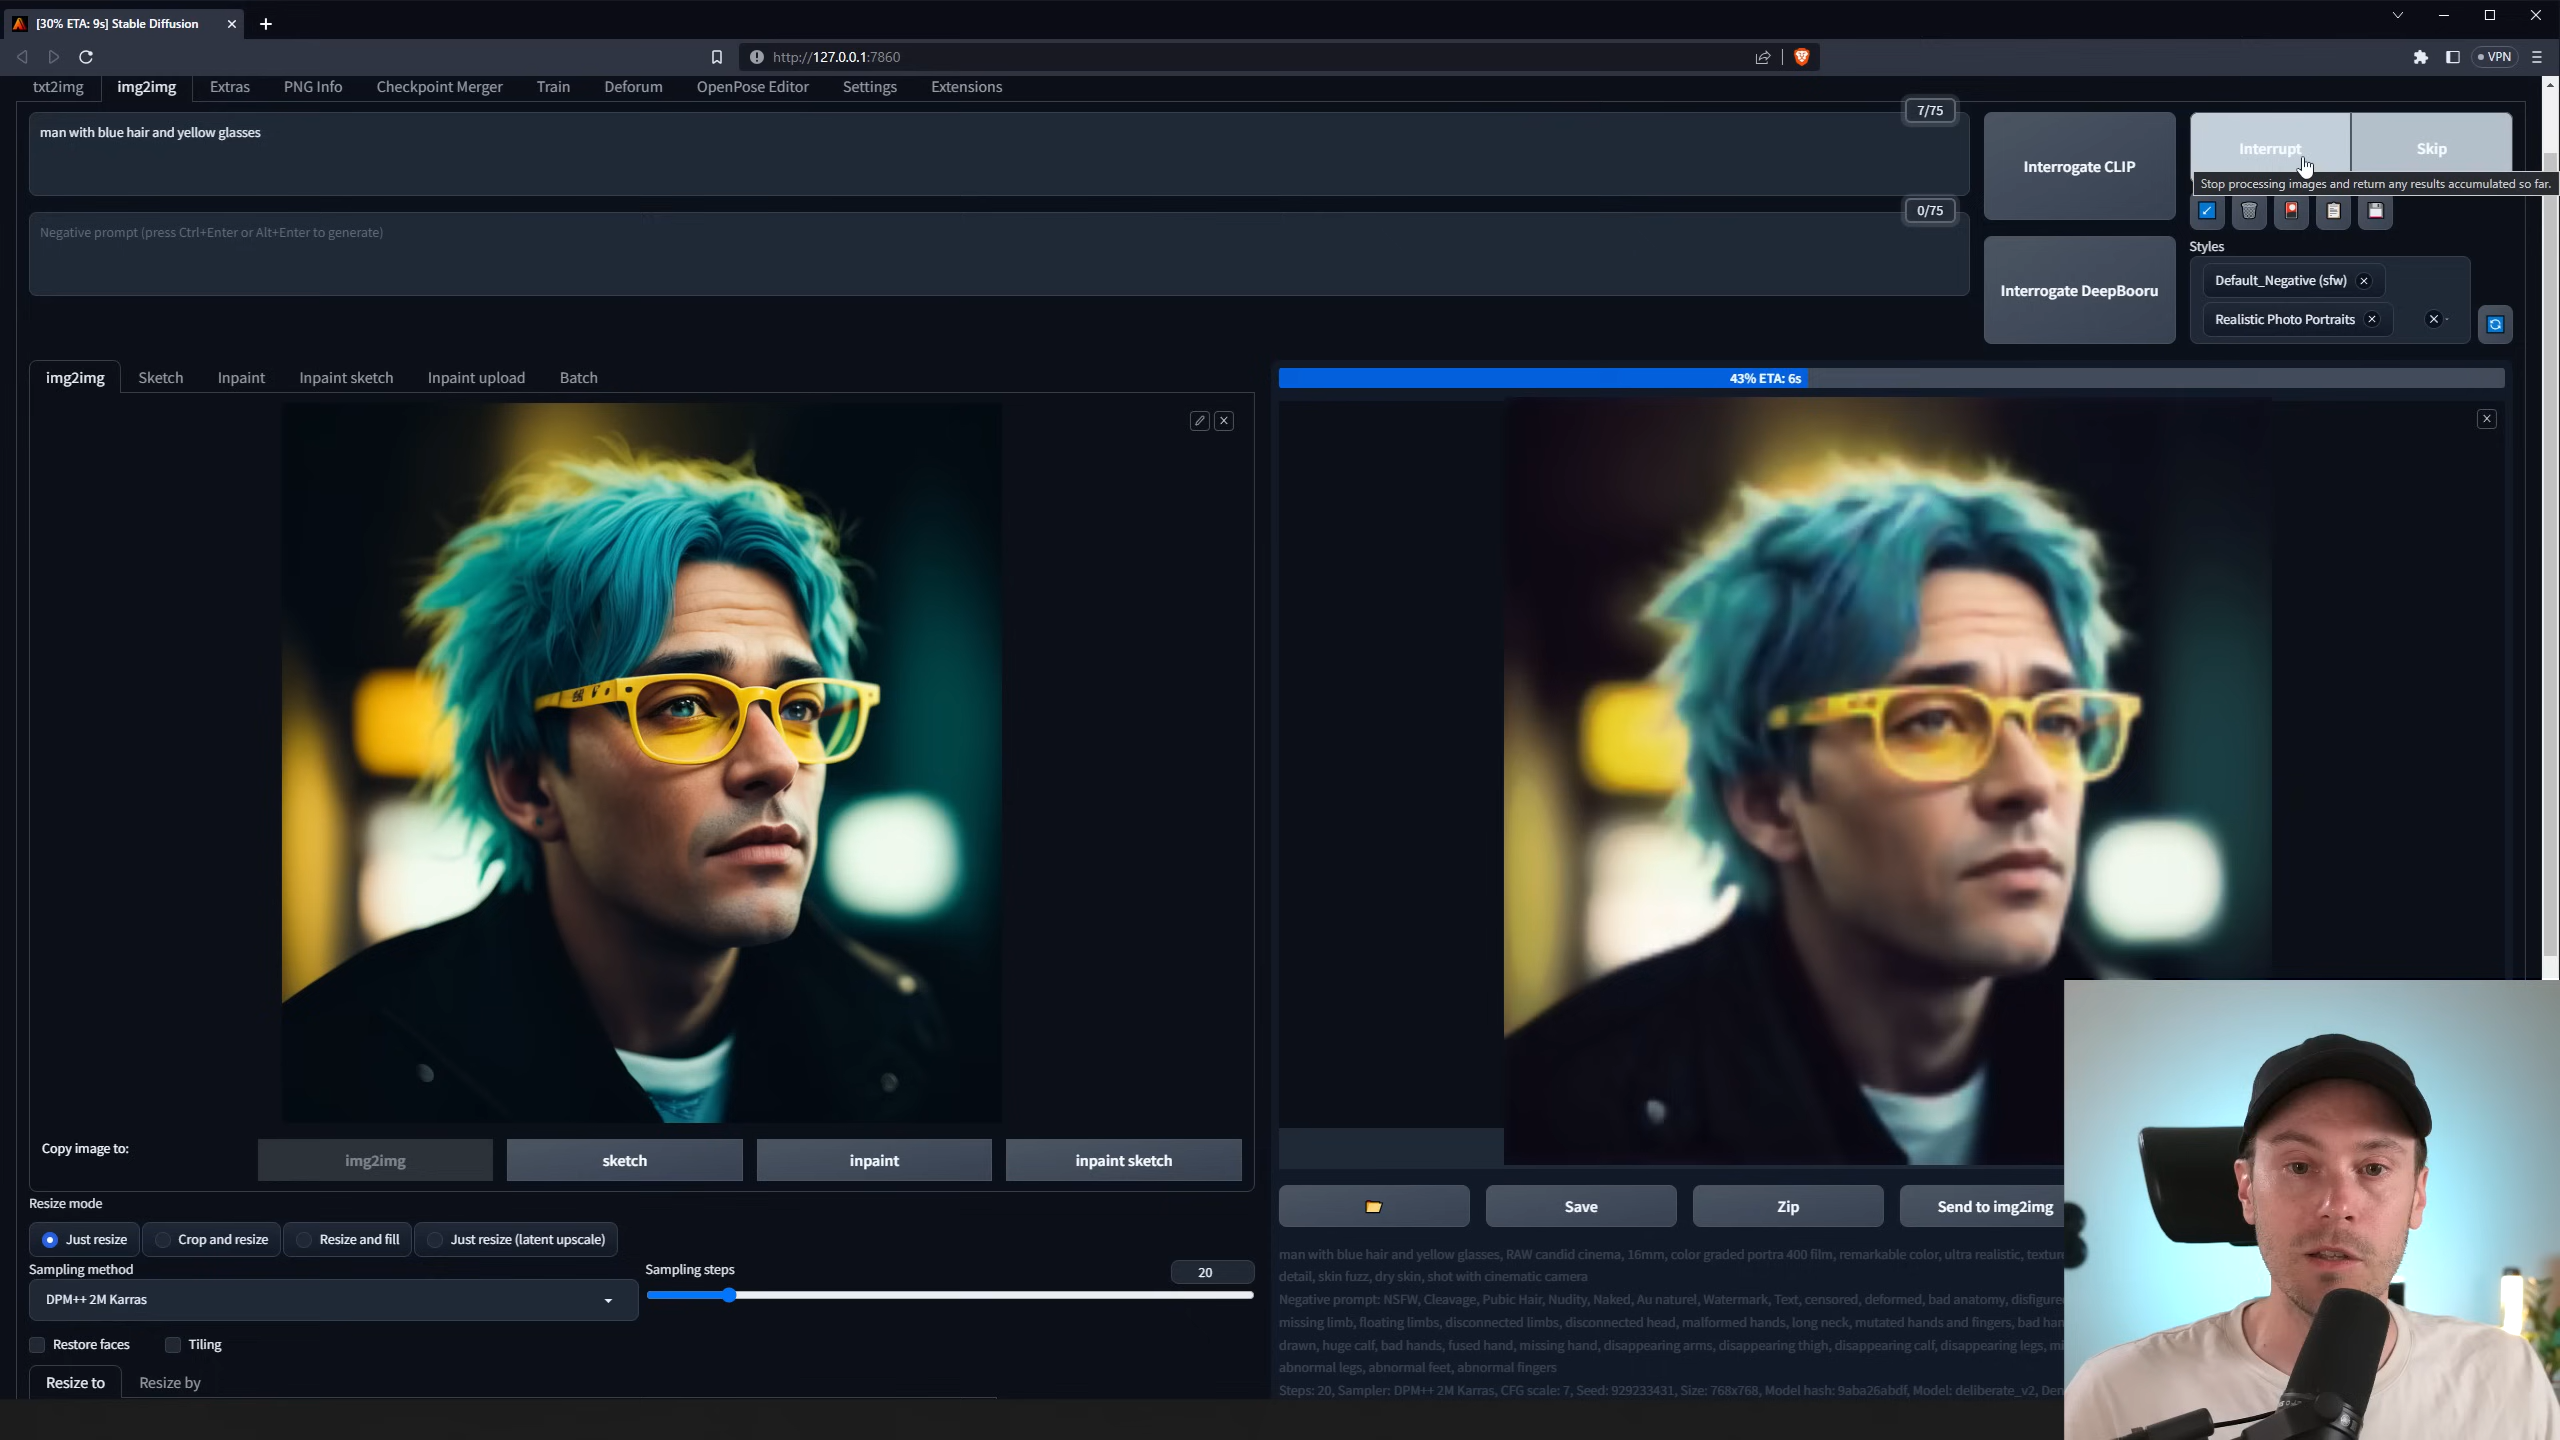 [30% ETA: 9s] Stable Diffusion
http://127.0.0.1:7860
VPN
txt2img img2img Extras PNG Info Checkpoint Merger Train Deforum OpenPose Editor Settings Extensions
man with blue hair and yellow glasses
7/75
Negative prompt (press Ctrl+Enter or Alt+Enter to generate)
0/75
Interrogate CLIP
Interrogate DeepBooru
Interrupt Skip
Stop processing images and return any results accumulated so far.
Styles
Default_Negative (sfw)
Realistic Photo Portraits
img2img Sketch Inpaint Inpaint sketch Inpaint upload Batch
43% ETA: 6s
Copy image to:
img2img sketch inpaint inpaint sketch
Resize mode
Just resize Crop and resize Resize and fill Just resize (latent upscale)
Sampling method
DPM++ 2M Karras
Sampling steps
20
Restore faces Tiling
Resize to Resize by
Save Zip Send to img2img
man with blue hair and yellow glasses, RAW candid cinema, 16mm, color graded portra 400 film, remarkable color, ultra realistic, texture
detail, skin fuzz, dry skin, shot with cinematic camera
Negative prompt: NSFW, Cleavage, Pubic Hair, Nudity, Naked, Au naturel, Watermark, Text, censored, deformed, bad anatomy, disfigure
missing limb, floating limbs, disconnected limbs, disconnected head, malformed hands, long neck, mutated hands and fingers, bad han
drawn, huge calf, bad hands, fused hand, missing hand, disappearing arms, disappearing thigh, disappearing calf, disappearing legs, mi
abnormal legs, abnormal feet, abnormal fingers
Steps: 20, Sampler: DPM++ 2M Karras, CFG scale: 7, Seed: 929233431, Size: 768x768, Model hash: 9aba26abdf, Model: deliberate_v2, Den